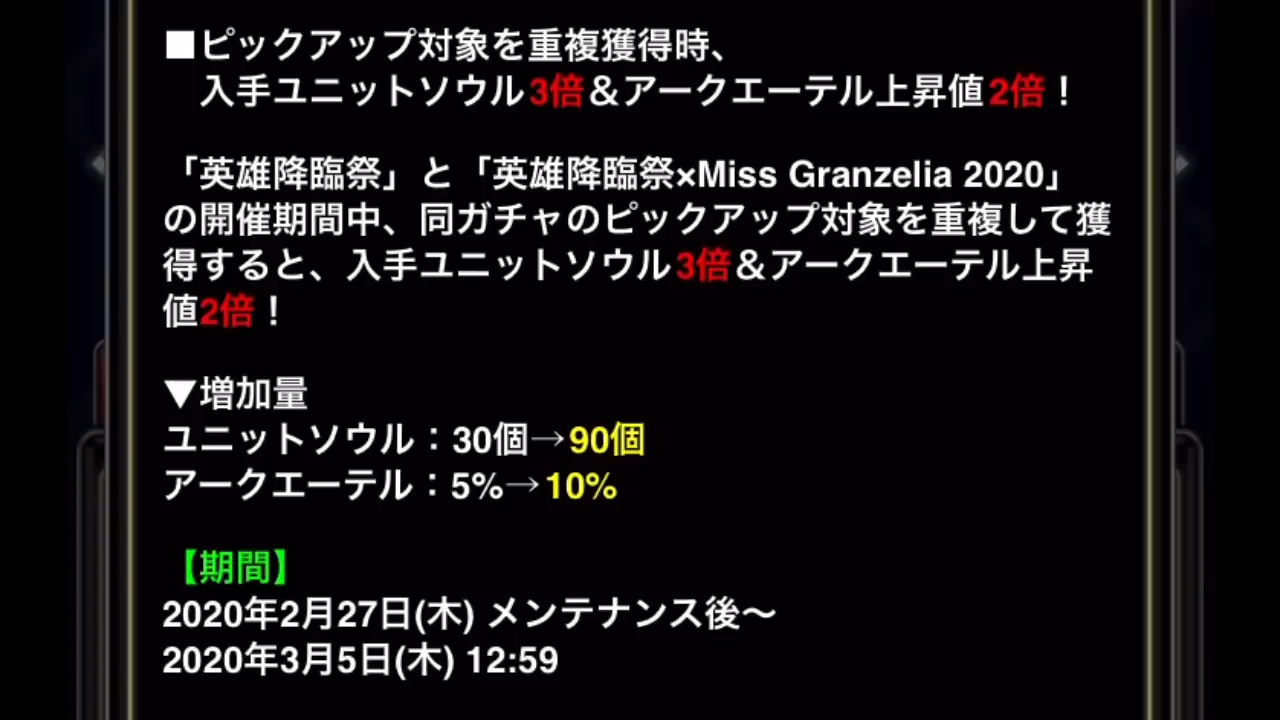 ■ピックアップ対象を重複獲得時、
入手ユニットソウル3倍&アークエーテル上昇値2倍！
「英雄降臨祭」と「英雄降臨祭×Miss Granzelia 2020」
の開催期間中、同ガチャのピックアップ対象を重複して獲
得すると、入手ユニットソウル3倍&アークエーテル上昇
値2倍！
▼増加量
ユニットソウル：30個→90個
アークエーテル：5%→10%
【期間】
2020年2月27日(木) メンテナンス後～
2020年3月5日(木) 12:59